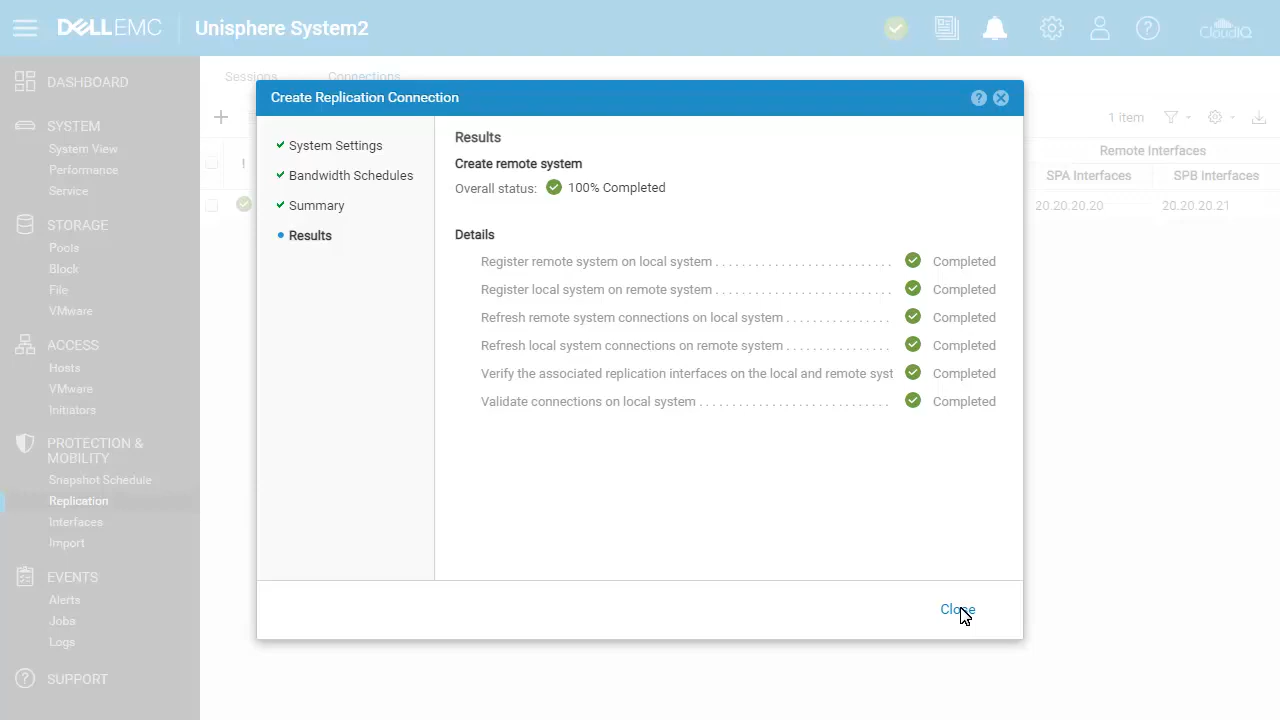 DELLEMC Unisphere System2
CloudIQ
DASHBOARD
SYSTEM
System View
Performance
Service
STORAGE
Pools
Block
File
VMware
ACCESS
Hosts
VMware
Initiators
PROTECTION &
MOBILITY
Snapshot Schedule
Replication
Interfaces
Import
EVENTS
Alerts
Jobs
Logs
SUPPORT
Sessions Connections
1 item
!
Remote Interfaces
SPA Interfaces SPB Interfaces
20.20.20.20 20.20.20.21
Create Replication Connection
System Settings
Bandwidth Schedules
Summary
Results
Results
Create remote system
Overall status: 100% Completed
Details
Register remote system on local system . . . . . . . . . . . . . . . . . . . . . . . . . . Completed
Register local system on remote system . . . . . . . . . . . . . . . . . . . . . . . . . . Completed
Refresh remote system connections on local system . . . . . . . . . . . . . . . Completed
Refresh local system connections on remote system . . . . . . . . . . . . . . . Completed
Verify the associated replication interfaces on the local and remote syst Completed
Validate connections on local system . . . . . . . . . . . . . . . . . . . . . . . . . . . . Completed
Close